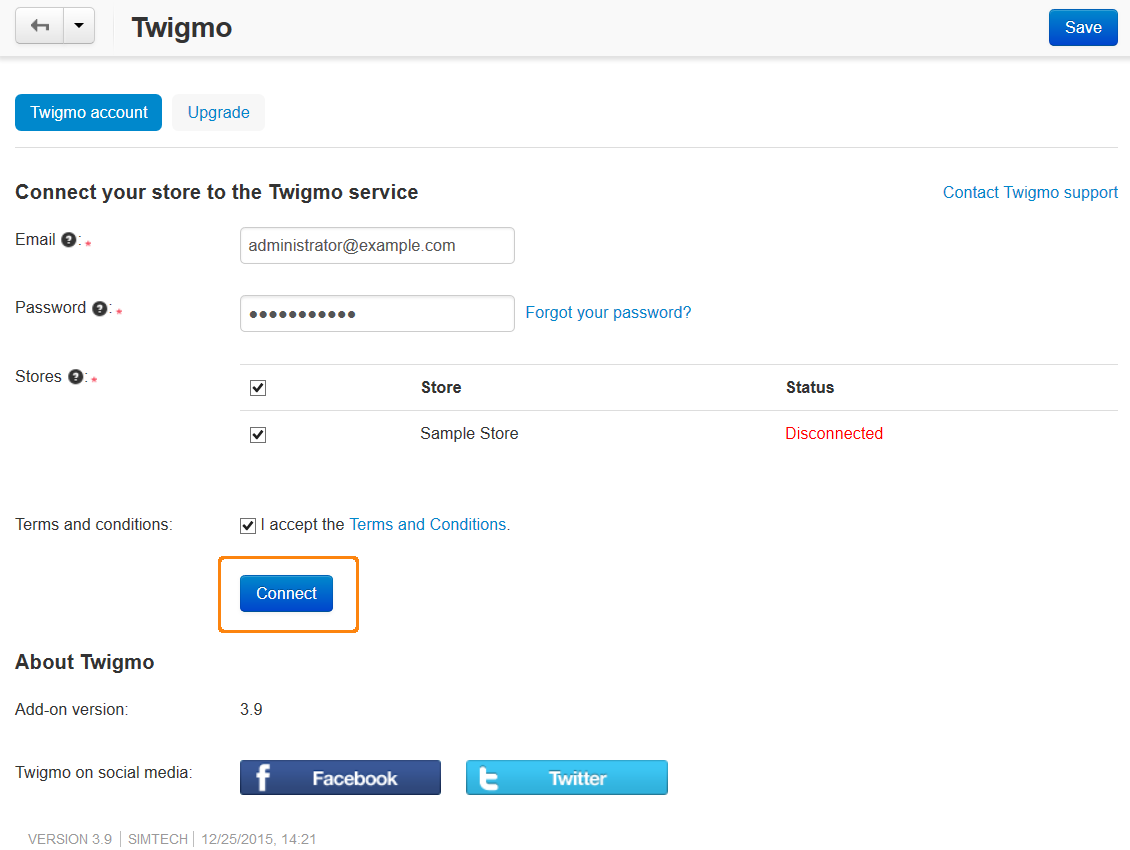 Twigmo
Save
Twigmo account
Upgrade
Connect your store to the Twigmo service
Contact Twigmo support
Email ?: *
administrator@example.com
Password ?: *
•••••••••••
Forgot your password?
Stores ?: *
Store
Status
Sample Store
Disconnected
Terms and conditions:
I accept the Terms and Conditions.
Connect
About Twigmo
Add-on version:
3.9
Twigmo on social media:
f Facebook
t Twitter
VERSION 3.9 | SIMTECH | 12/25/2015, 14:21